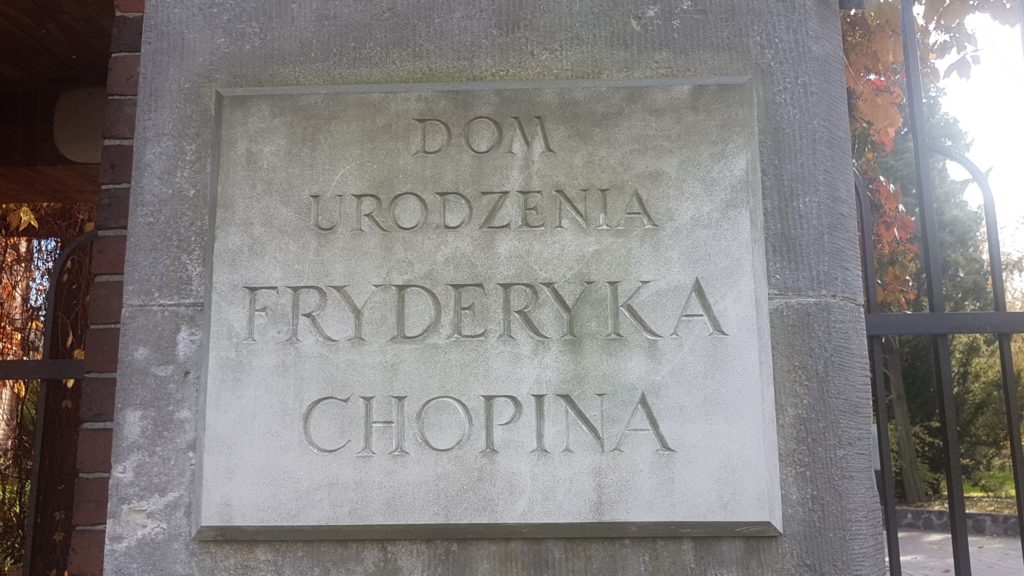 DOM
URODZENIA
FRYDERYKA
CHOPINA